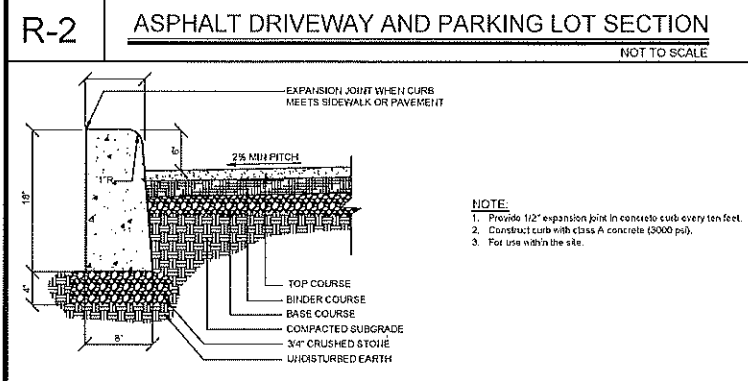 R-2
ASPHALT DRIVEWAY AND PARKING LOT SECTION
NOT TO SCALE
EXPANSION JOINT WHEN CURB
MEETS SIDEWALK OR PAVEMENT
2% MIN PITCH
6"
1"R
18"
4"
8"
TOP COURSE
BINDER COURSE
BASE COURSE
COMPACTED SUBGRADE
3/4" CRUSHED STONE
UNDISTURBED EARTH
NOTE:
1. Provide 1/2" expansion joint in concrete curb every ten feet.
2. Construct curb with class A concrete (3000 psi).
3. For use within the site.